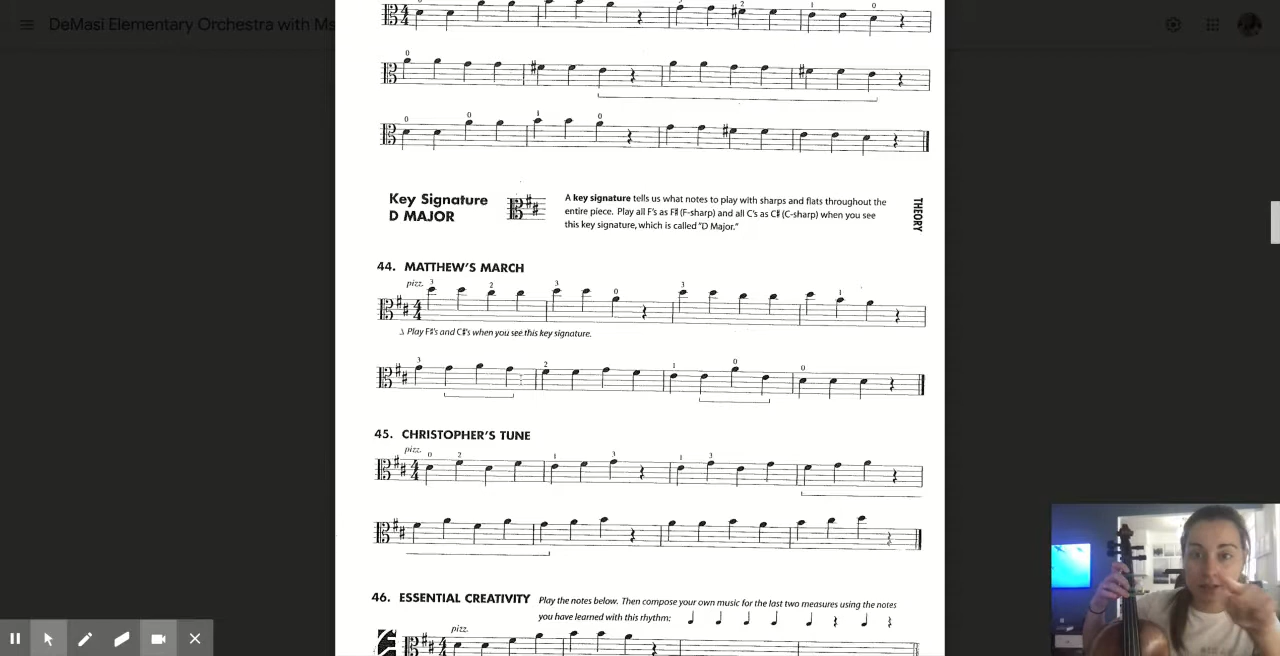 DeMasi Elementary Orchestra with Ms
Key Signature
D MAJOR
A key signature tells us what notes to play with sharps and flats throughout the
entire piece. Play all F's as F♯ (F-sharp) and all C's as C♯ (C-sharp) when you see
this key signature, which is called "D Major."
THEORY
44. MATTHEW'S MARCH
pizz.
Play F♯'s and C♯'s when you see this key signature.
45. CHRISTOPHER'S TUNE
pizz.
46. ESSENTIAL CREATIVITY Play the notes below. Then compose your own music for the last two measures using the notes
you have learned with this rhythm:
pizz.